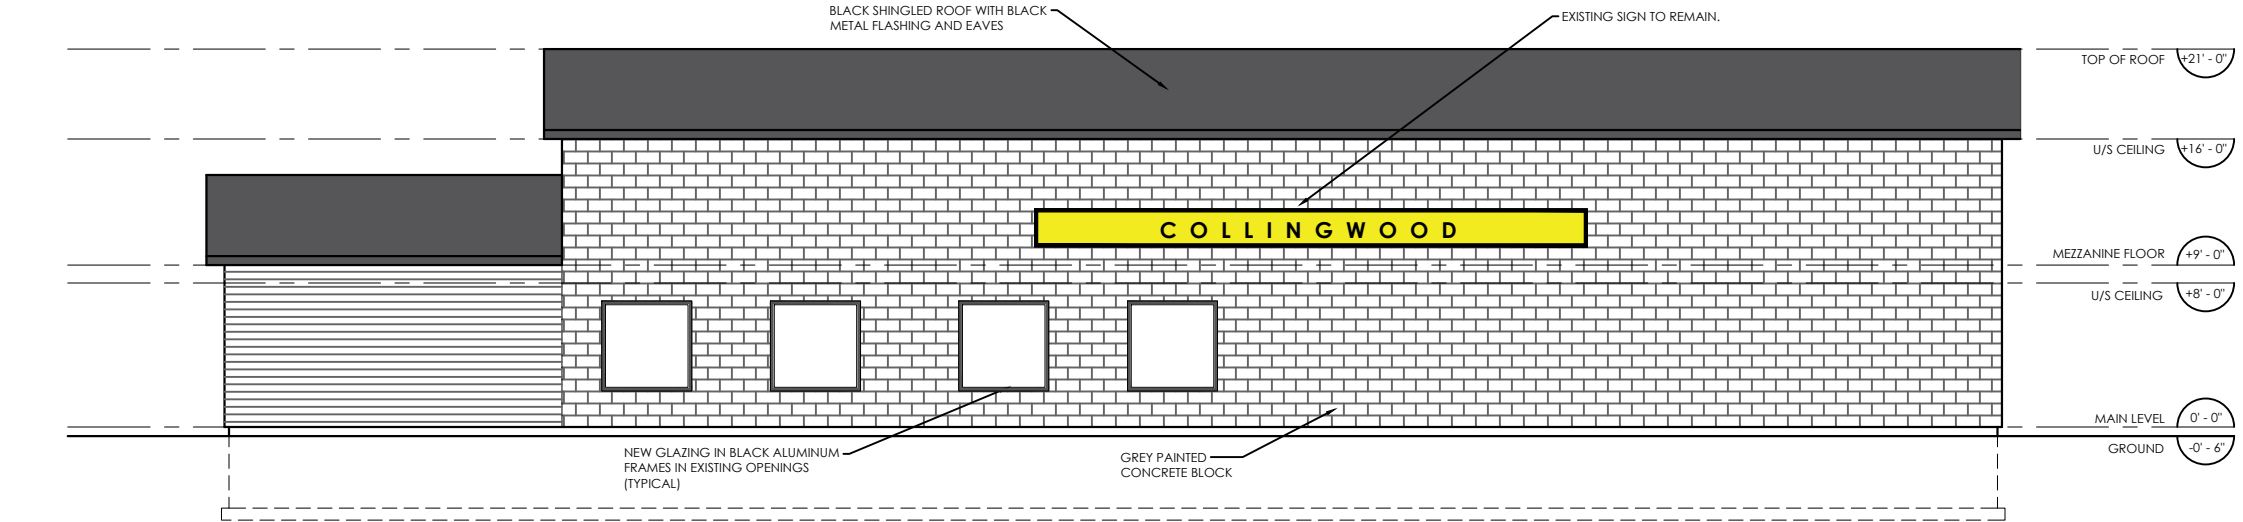 BLACK SHINGLED ROOF WITH BLACK
METAL FLASHING AND EAVES
EXISTING SIGN TO REMAIN.
TOP OF ROOF
+21' - 0"
U/S CEILING
+16' - 0"
COLLINGWOOD
MEZZANINE FLOOR
+9' - 0"
U/S CEILING
+8' - 0"
MAIN LEVEL
0' - 0"
GROUND
-0' - 6"
NEW GLAZING IN BLACK ALUMINUM
FRAMES IN EXISTING OPENINGS
(TYPICAL)
GREY PAINTED
CONCRETE BLOCK